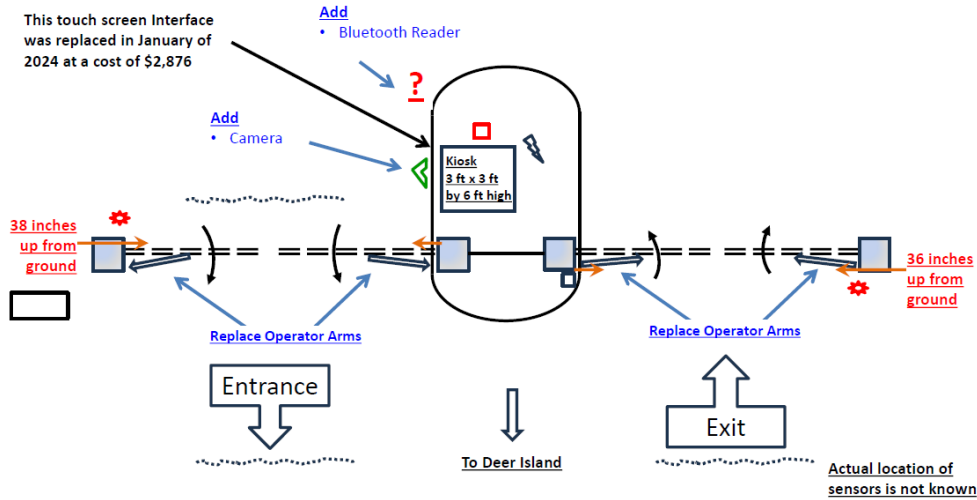 This touch screen Interface
was replaced in January of
2024 at a cost of $2,876
Add
• Bluetooth Reader
?
Add
• Camera
Kiosk
3 ft x 3 ft
by 6 ft high
38 inches
up from
ground
36 inches
up from
ground
Replace Operator Arms
Replace Operator Arms
Entrance
Exit
To Deer Island
Actual location of
sensors is not known